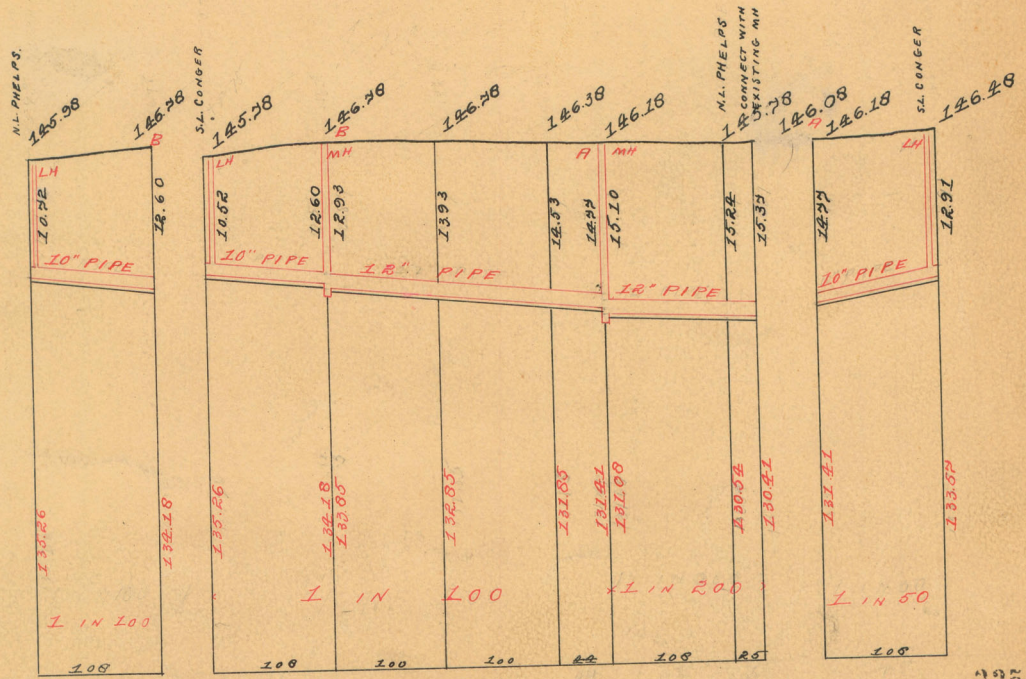 N.L. PHELPS.
145.98
146.78
B
LH
10.72
12.60
10" PIPE
135.26
134.18
1 IN 100
108
S.L. CONGER
145.78
146.78
B
146.78
146.38
146.18
N.L. PHELPS
CONNECT WITH
EXISTING MH
145.78
146.08
LH
MH
A
MH
10.52
12.60
12.93
13.93
14.53
14.77
15.10
15.24
15.37
10" PIPE
12" PIPE
12" PIPE
135.26
134.18
133.85
132.85
131.85
131.41
131.08
130.54
130.41
1 IN 100
1 IN 200
108
100
100
44
108
25
A
146.18
S.L. CONGER
146.48
LH
14.77
12.91
10" PIPE
131.41
133.57
1 IN 50
108